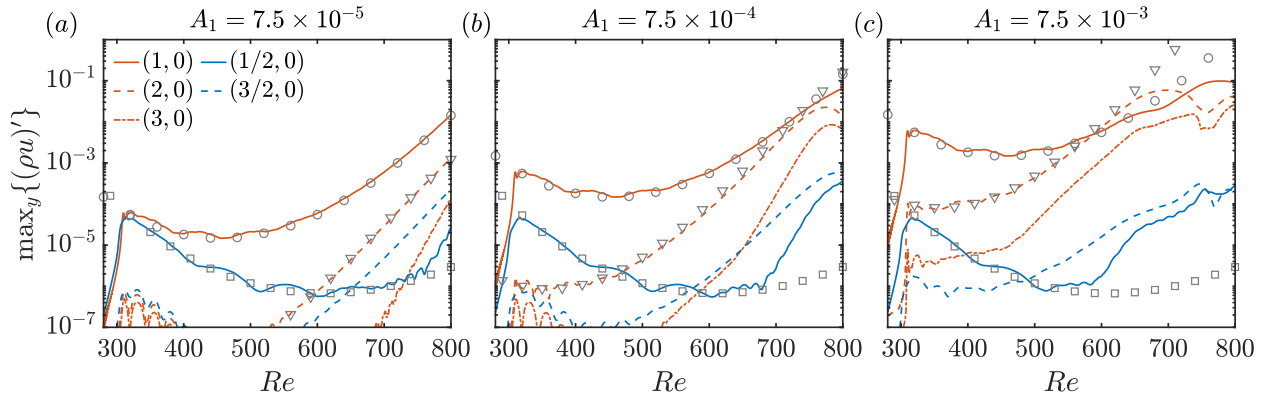 (a) A₁ = 7.5 × 10⁻⁵
(b) A₁ = 7.5 × 10⁻⁴
(c) A₁ = 7.5 × 10⁻³
max_y{(ρu)′}
10⁻¹
10⁻³
10⁻⁵
10⁻⁷
(1, 0) (1/2, 0)
(2, 0) (3/2, 0)
(3, 0)
300 400 500 600 700 800
300 400 500 600 700 800
300 400 500 600 700 800
Re
Re
Re